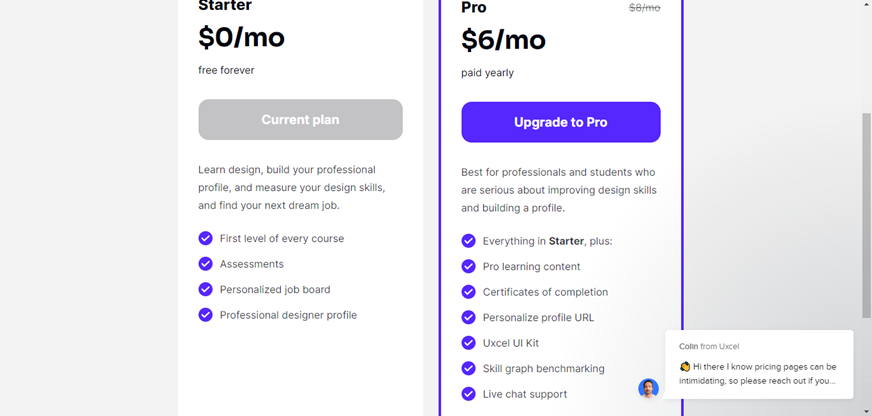 Starter
$0/mo
free forever
Current plan
Learn design, build your professional
profile, and measure your design skills,
and find your next dream job.
First level of every course
Assessments
Personalized job board
Professional designer profile
Pro
$8/mo
$6/mo
paid yearly
Upgrade to Pro
Best for professionals and students who
are serious about improving design skills
and building a profile.
Everything in Starter, plus:
Pro learning content
Certificates of completion
Personalize profile URL
Uxcel UI Kit
Skill graph benchmarking
Live chat support
Colin from Uxcel
👏 Hi there I know pricing pages can be
intimidating, so please reach out if you...